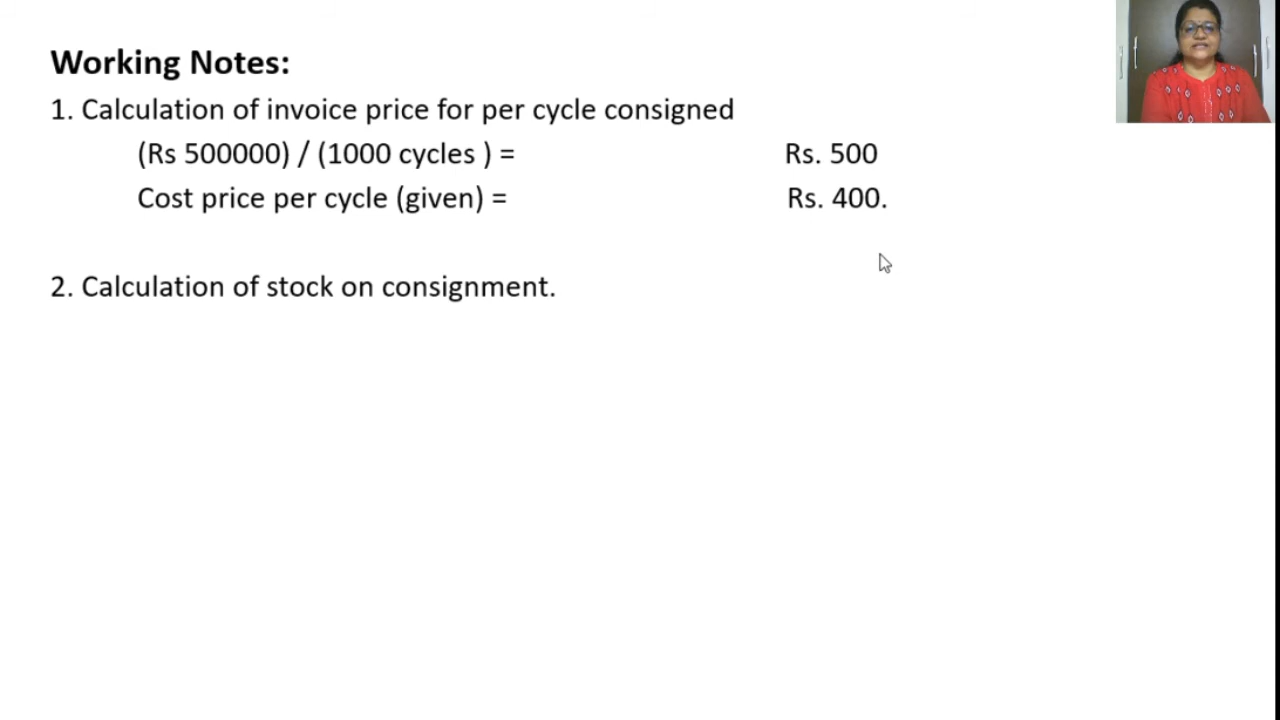 Working Notes:
1. Calculation of invoice price for per cycle consigned
(Rs 500000) / (1000 cycles ) = Rs. 500
Cost price per cycle (given) = Rs. 400.
2. Calculation of stock on consignment.